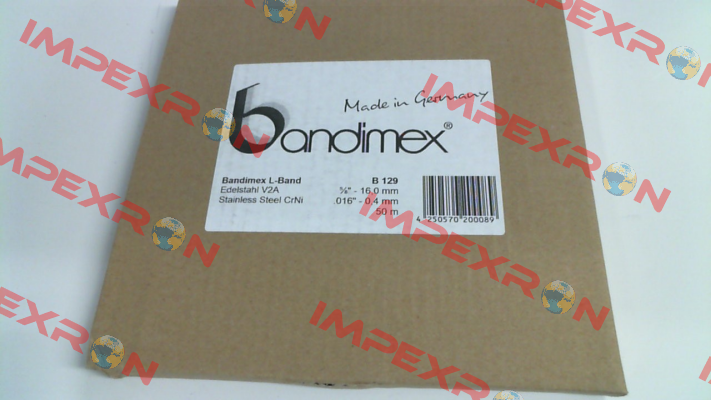 Made in Germany
bandimex®
Bandimex L-Band B 129
Edelstahl V2A ⅝" - 16,0 mm
Stainless Steel CrNi .016" - 0,4 mm
50 m
4 250570 200089
IMPEXRON
IMPEXRON
IMPEXRON
IMPEXRON
IMPEXRON
IMPEXRON
IMPEXRON